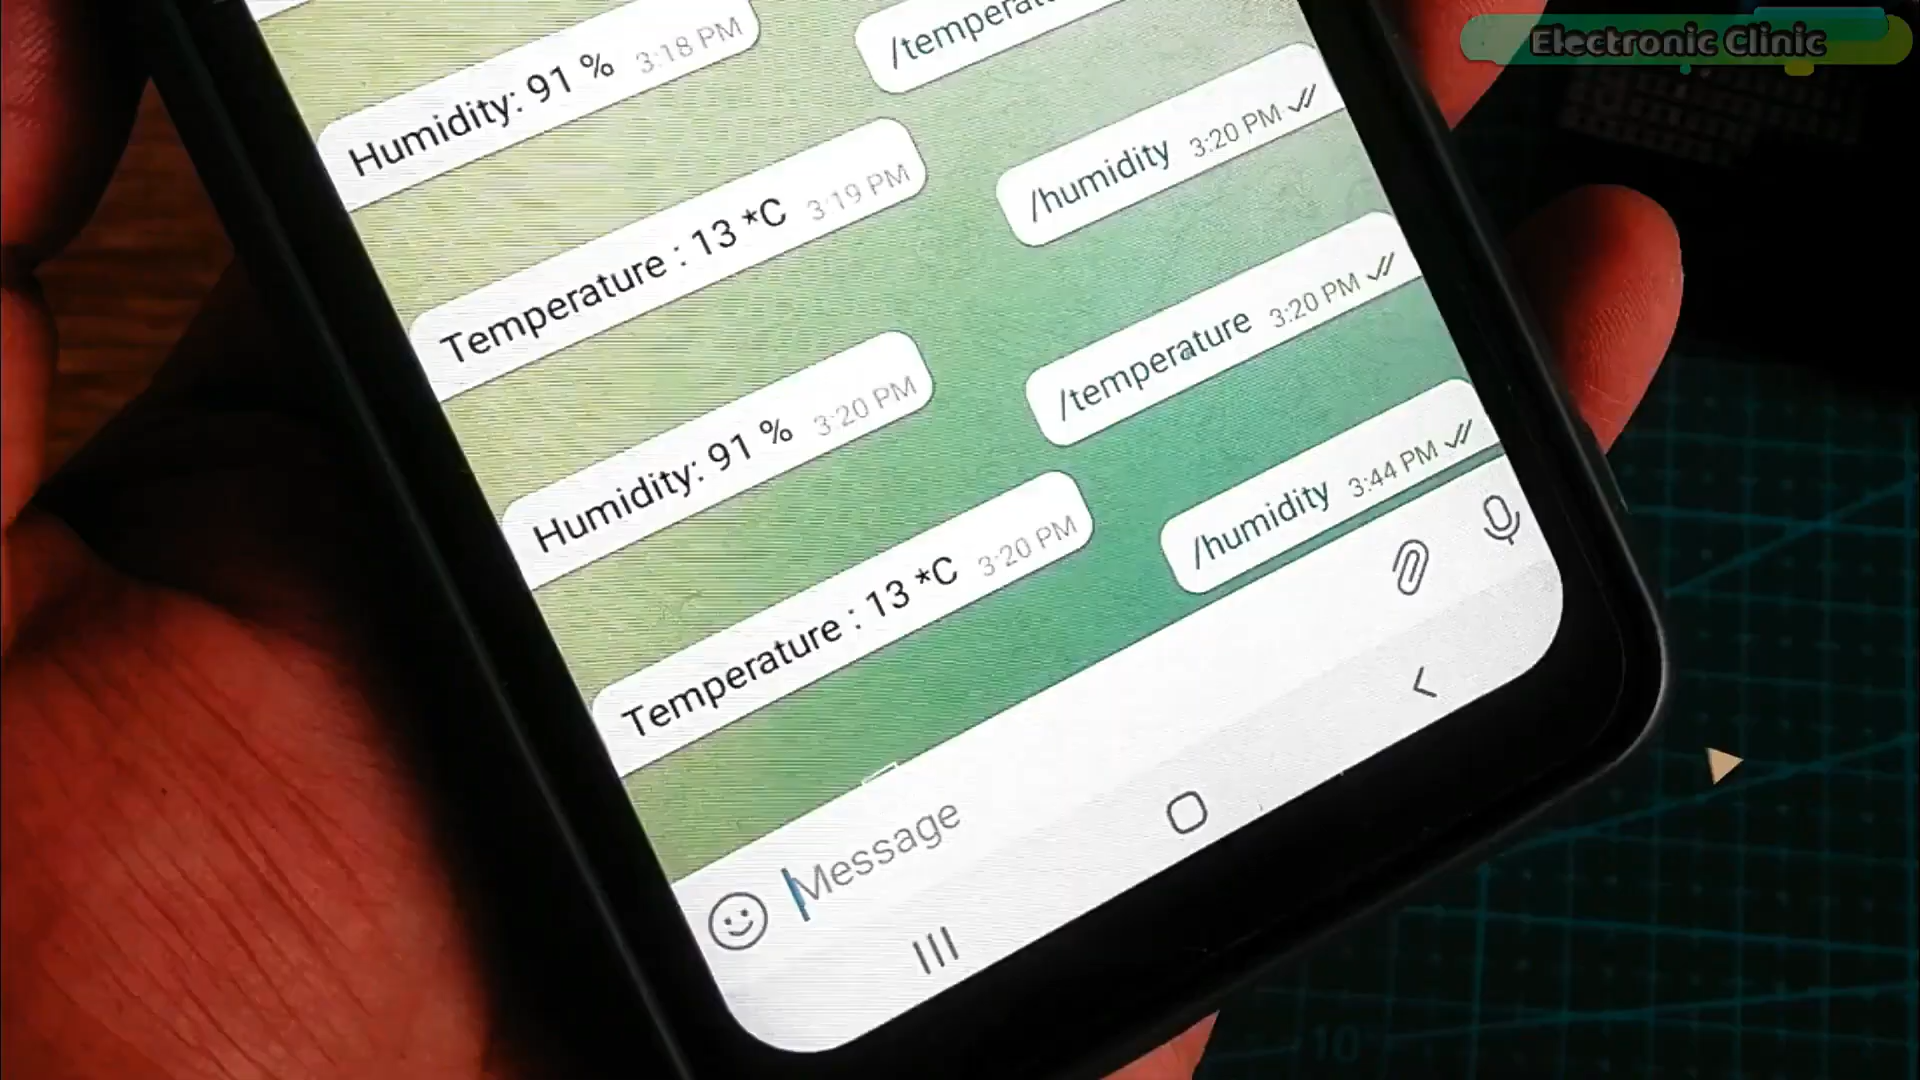 Electronic Clinic
Humidity: 91 % 3:18 PM
Temperature : 13 *C 3:19 PM
/humidity 3:20 PM
Humidity: 91 % 3:20 PM
/temperature 3:20 PM
Temperature : 13 *C 3:20 PM
/humidity 3:44 PM
Message
10"